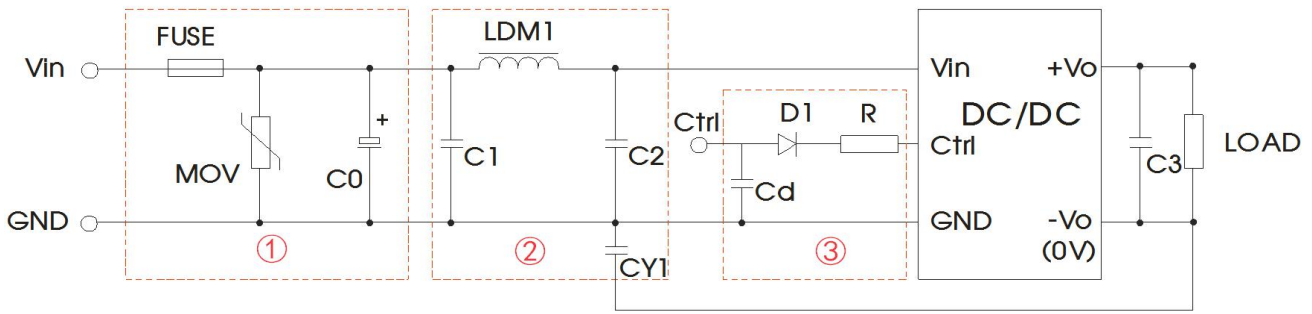 FUSE
LDM1
Vin
Vin
+Vo
D1
R
DC/DC
Ctrl
Ctrl
+
C1
C2
C3
LOAD
MOV
C0
Cd
GND
GND
-Vo
(0V)
①
②
③
CY1